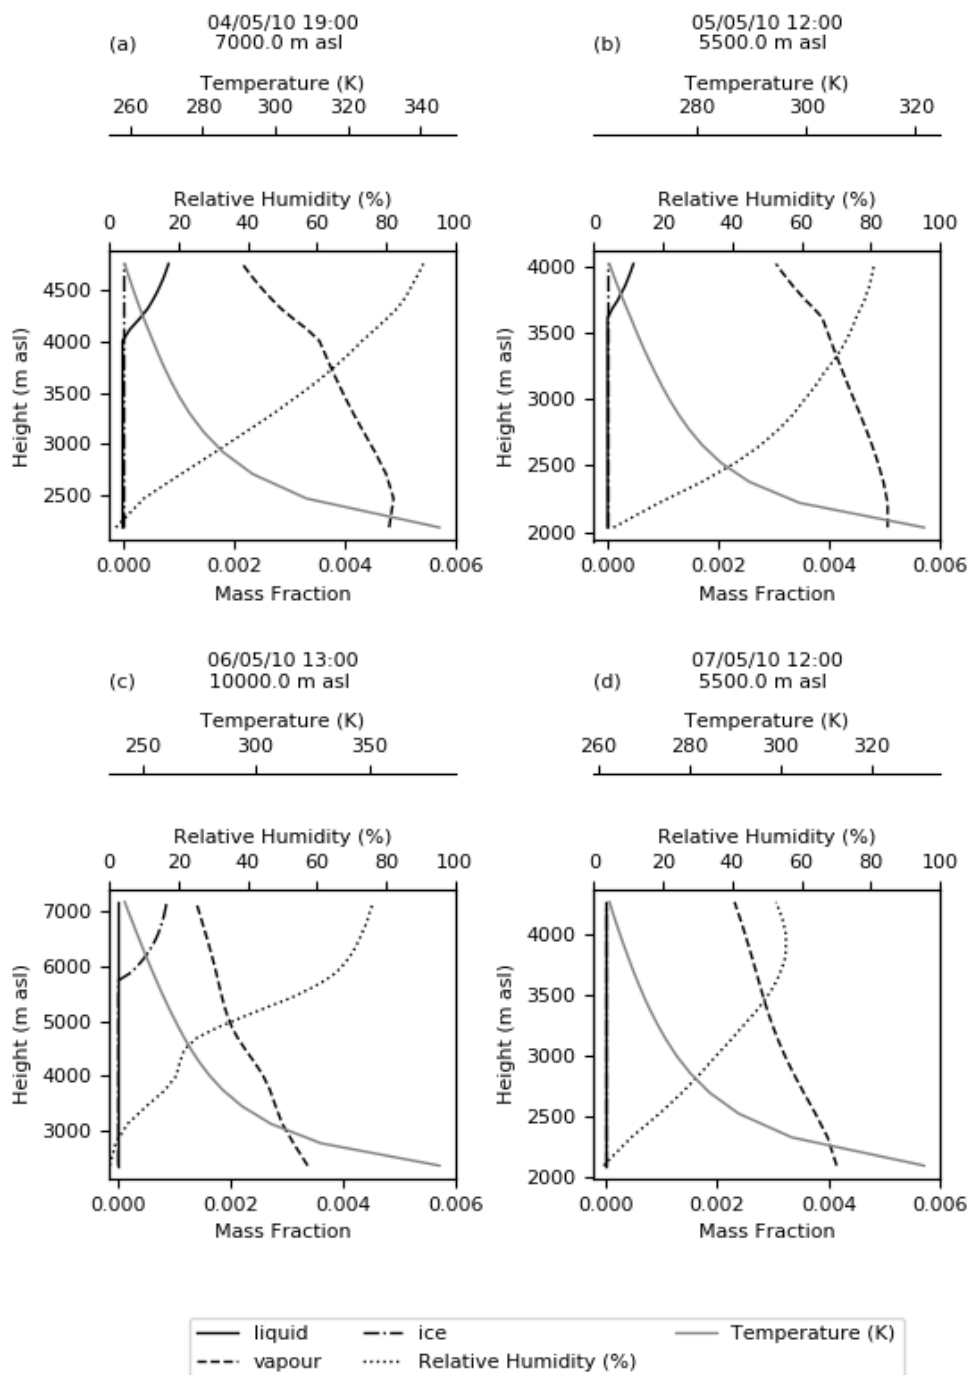 04/05/10 19:00
(a) 7000.0 m asl
Temperature (K)
260 280 300 320 340
Relative Humidity (%)
0 20 40 60 80 100
Height (m asl)
4500
4000
3500
3000
2500
0.000 0.002 0.004 0.006
Mass Fraction
05/05/10 12:00
(b) 5500.0 m asl
Temperature (K)
280 300 320
Relative Humidity (%)
0 20 40 60 80 100
Height (m asl)
4000
3500
3000
2500
2000
0.000 0.002 0.004 0.006
Mass Fraction
06/05/10 13:00
(c) 10000.0 m asl
Temperature (K)
250 300 350
Relative Humidity (%)
0 20 40 60 80 100
Height (m asl)
7000
6000
5000
4000
3000
0.000 0.002 0.004 0.006
Mass Fraction
07/05/10 12:00
(d) 5500.0 m asl
Temperature (K)
260 280 300 320
Relative Humidity (%)
0 20 40 60 80 100
Height (m asl)
4000
3500
3000
2500
2000
0.000 0.002 0.004 0.006
Mass Fraction
liquid ice Temperature (K)
vapour Relative Humidity (%)